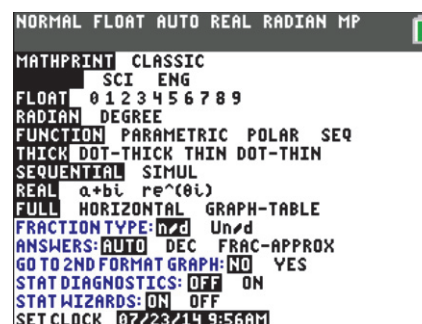 NORMAL FLOAT AUTO REAL RADIAN MP
MATHPRINT CLASSIC
SCI ENG
FLOAT 0 1 2 3 4 5 6 7 8 9
RADIAN DEGREE
FUNCTION PARAMETRIC POLAR SEQ
THICK DOT-THICK THIN DOT-THIN
SEQUENTIAL SIMUL
REAL a+bi re^(θi)
FULL HORIZONTAL GRAPH-TABLE
FRACTION TYPE: n/d Un/d
ANSWERS: AUTO DEC FRAC-APPROX
GO TO 2ND FORMAT GRAPH: NO YES
STAT DIAGNOSTICS: OFF ON
STAT WIZARDS: ON OFF
SET CLOCK 07/23/14 9:56AM